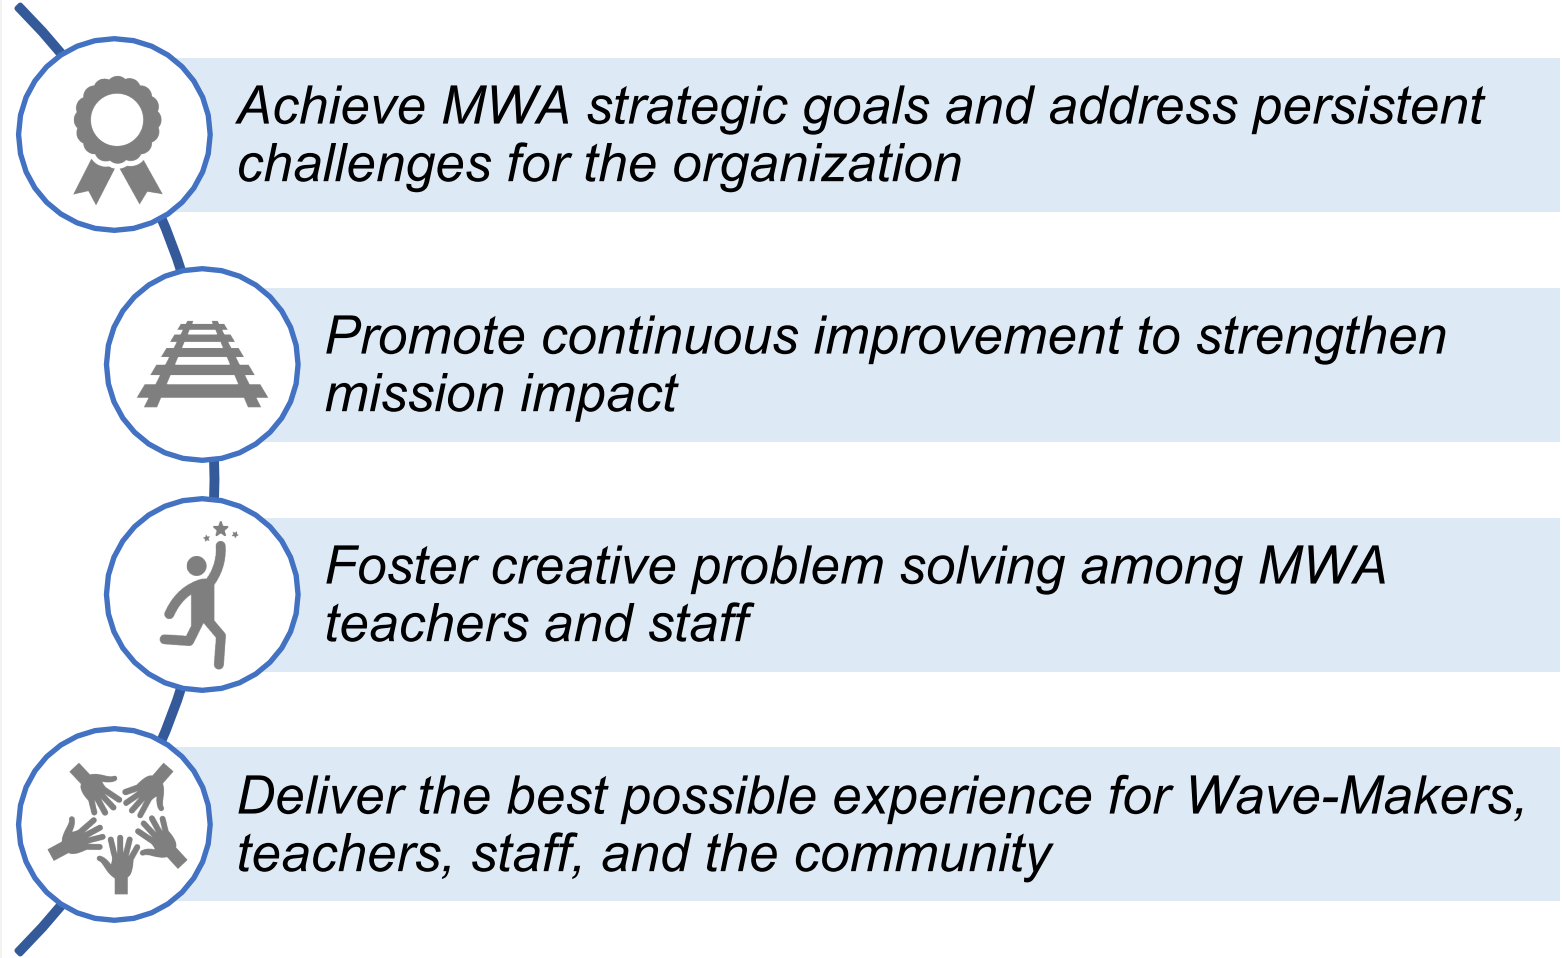 Achieve MWA strategic goals and address persistent
challenges for the organization
Promote continuous improvement to strengthen
mission impact
Foster creative problem solving among MWA
teachers and staff
Deliver the best possible experience for Wave-Makers,
teachers, staff, and the community